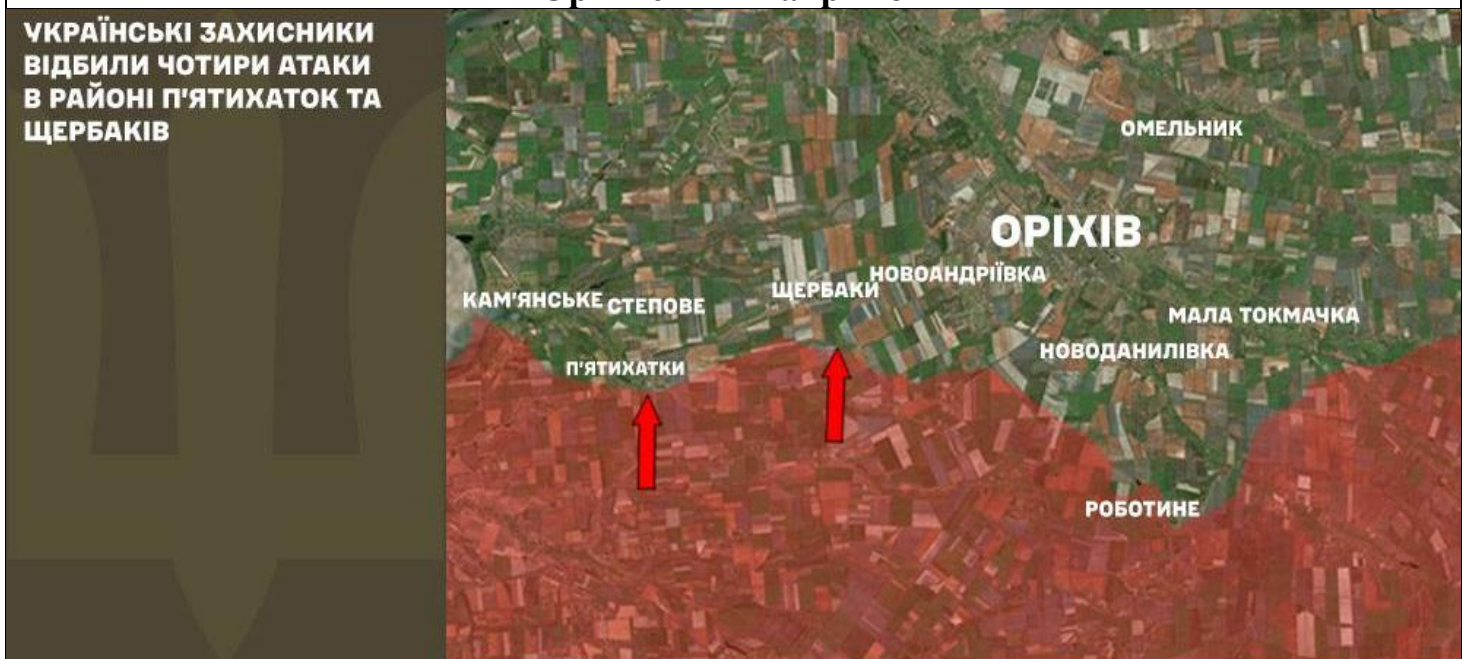 УКРАЇНСЬКІ ЗАХИСНИКИ
ВІДБИЛИ ЧОТИРИ АТАКИ
В РАЙОНІ П'ЯТИХАТОК ТА
ЩЕРБАКІВ
ОМЕЛЬНИК
ОРІХІВ
НОВОАНДРІЇВКА
ЩЕРБАКИ
КАМ'ЯНСЬКЕ
СТЕПОВЕ
МАЛА ТОКМАЧКА
НОВОДАНИЛІВКА
П'ЯТИХАТКИ
РОБОТИНЕ